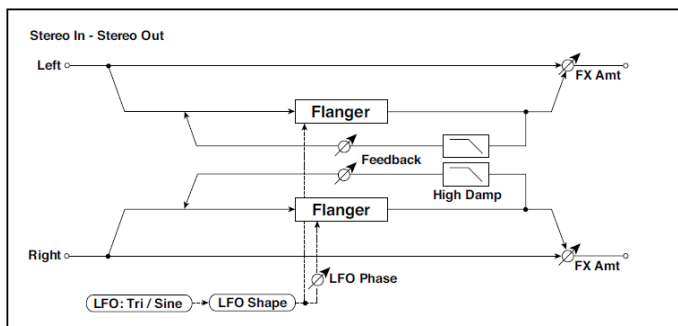 Stereo In - Stereo Out
Left
FX Amt
Flanger
Feedback
High Damp
Flanger
Right
FX Amt
LFO Phase
LFO: Tri / Sine
LFO Shape